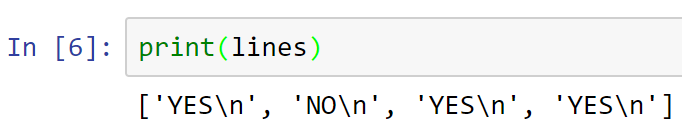 In [6]: print(lines)
['YES\n', 'NO\n', 'YES\n', 'YES\n']